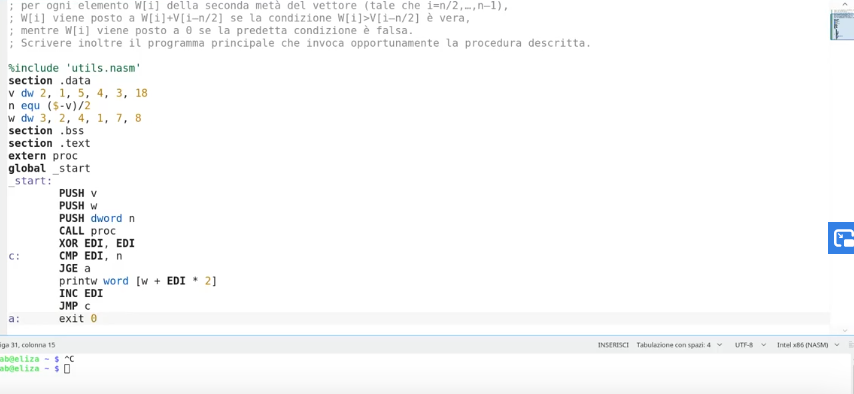 ; per ogni elemento W[i] della seconda metà del vettore (tale che i=n/2,…,n–1),
; W[i] viene posto a W[i]+V[i–n/2] se la condizione W[i]>V[i–n/2] è vera,
; mentre W[i] viene posto a 0 se la predetta condizione è falsa.
; Scrivere inoltre il programma principale che invoca opportunamente la procedura descritta.
%include 'utils.nasm'
section .data
v dw 2, 1, 5, 4, 3, 18
n equ ($-v)/2
w dw 3, 2, 4, 1, 7, 8
section .bss
section .text
extern proc
global _start
_start:
PUSH v
PUSH w
PUSH dword n
CALL proc
XOR EDI, EDI
c: CMP EDI, n
JGE a
printw word [w + EDI * 2]
INC EDI
JMP c
a: exit 0
iga 31, colonna 15 INSERISCI Tabulazione con spazi: 4 UTF-8 Intel x86 (NASM)
ab@eliza ~ $ ^C
ab@eliza ~ $